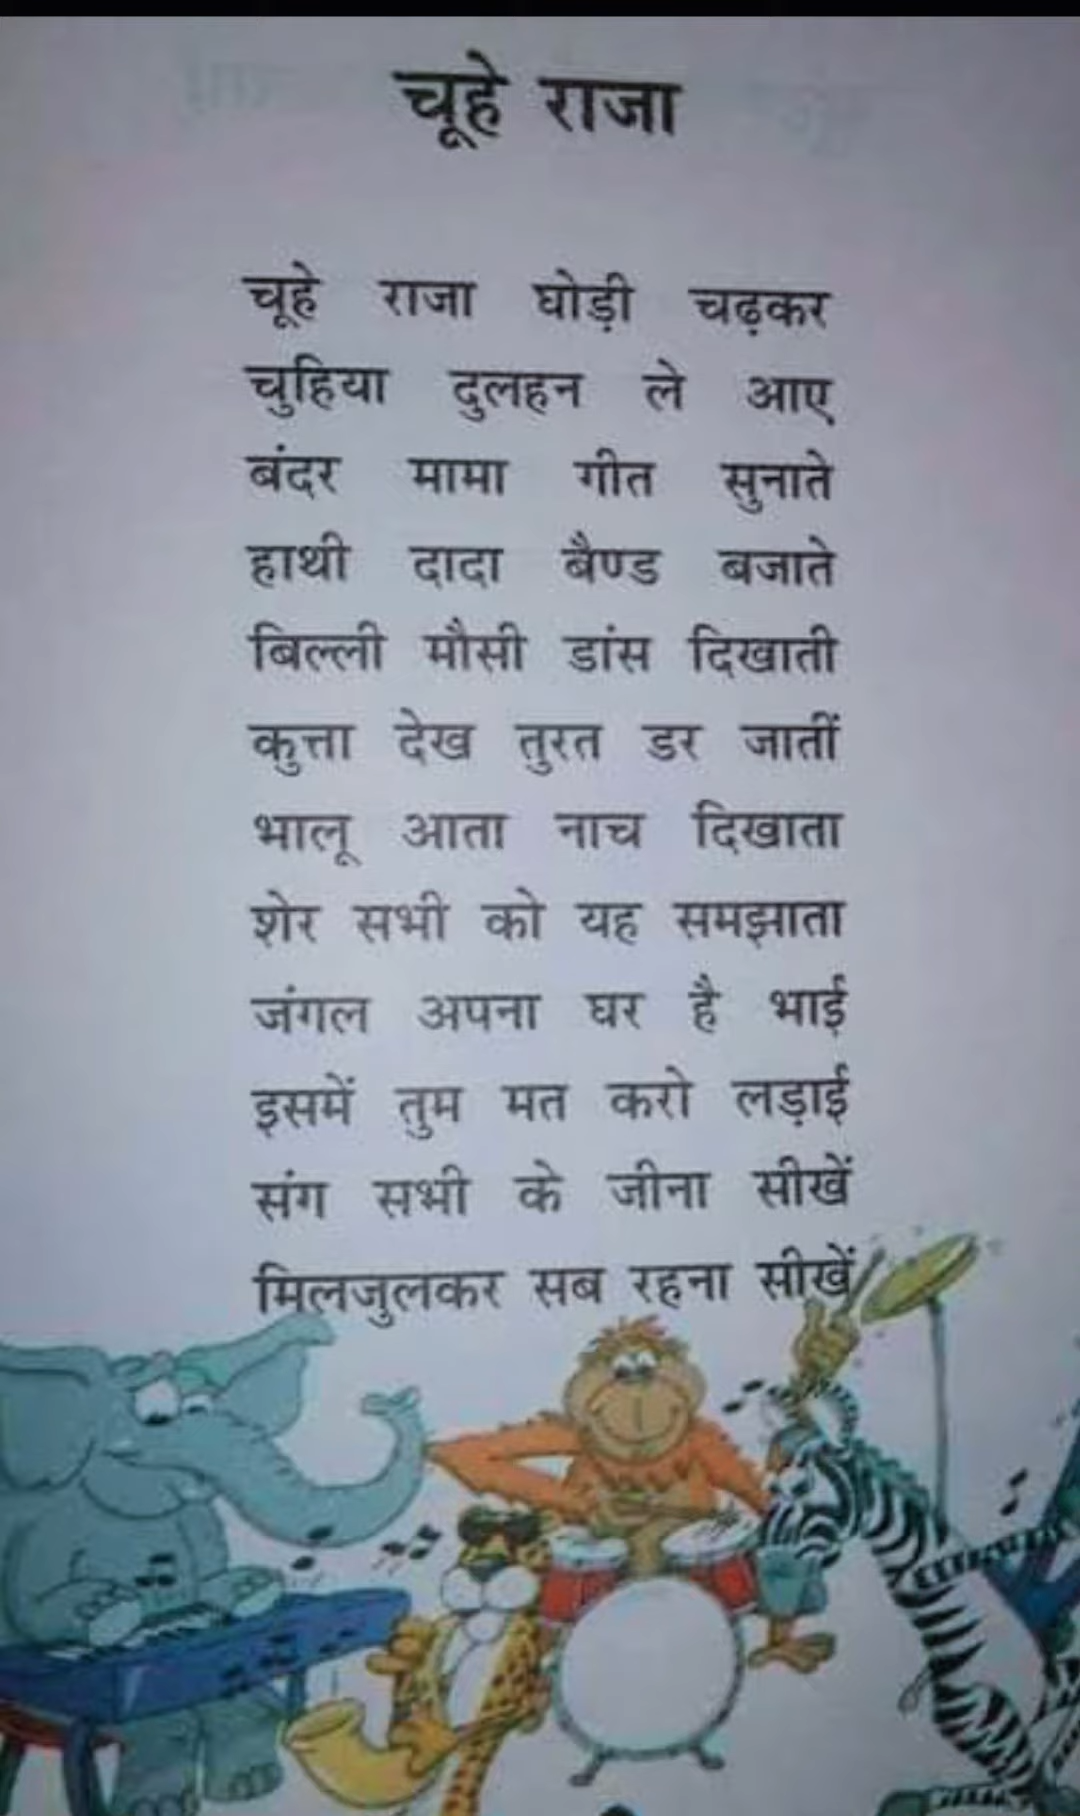 चूहे राजा
चूहे राजा घोड़ी चढ़कर
चुहिया दुलहन ले आए
बंदर मामा गीत सुनाते
हाथी दादा बैण्ड बजाते
बिल्ली मौसी डांस दिखाती
कुत्ता देख तुरत डर जातीं
भालू आता नाच दिखाता
शेर सभी को यह समझाता
जंगल अपना घर है भाई
इसमें तुम मत करो लड़ाई
संग सभी के जीना सीखें
मिलजुलकर सब रहना सीखें